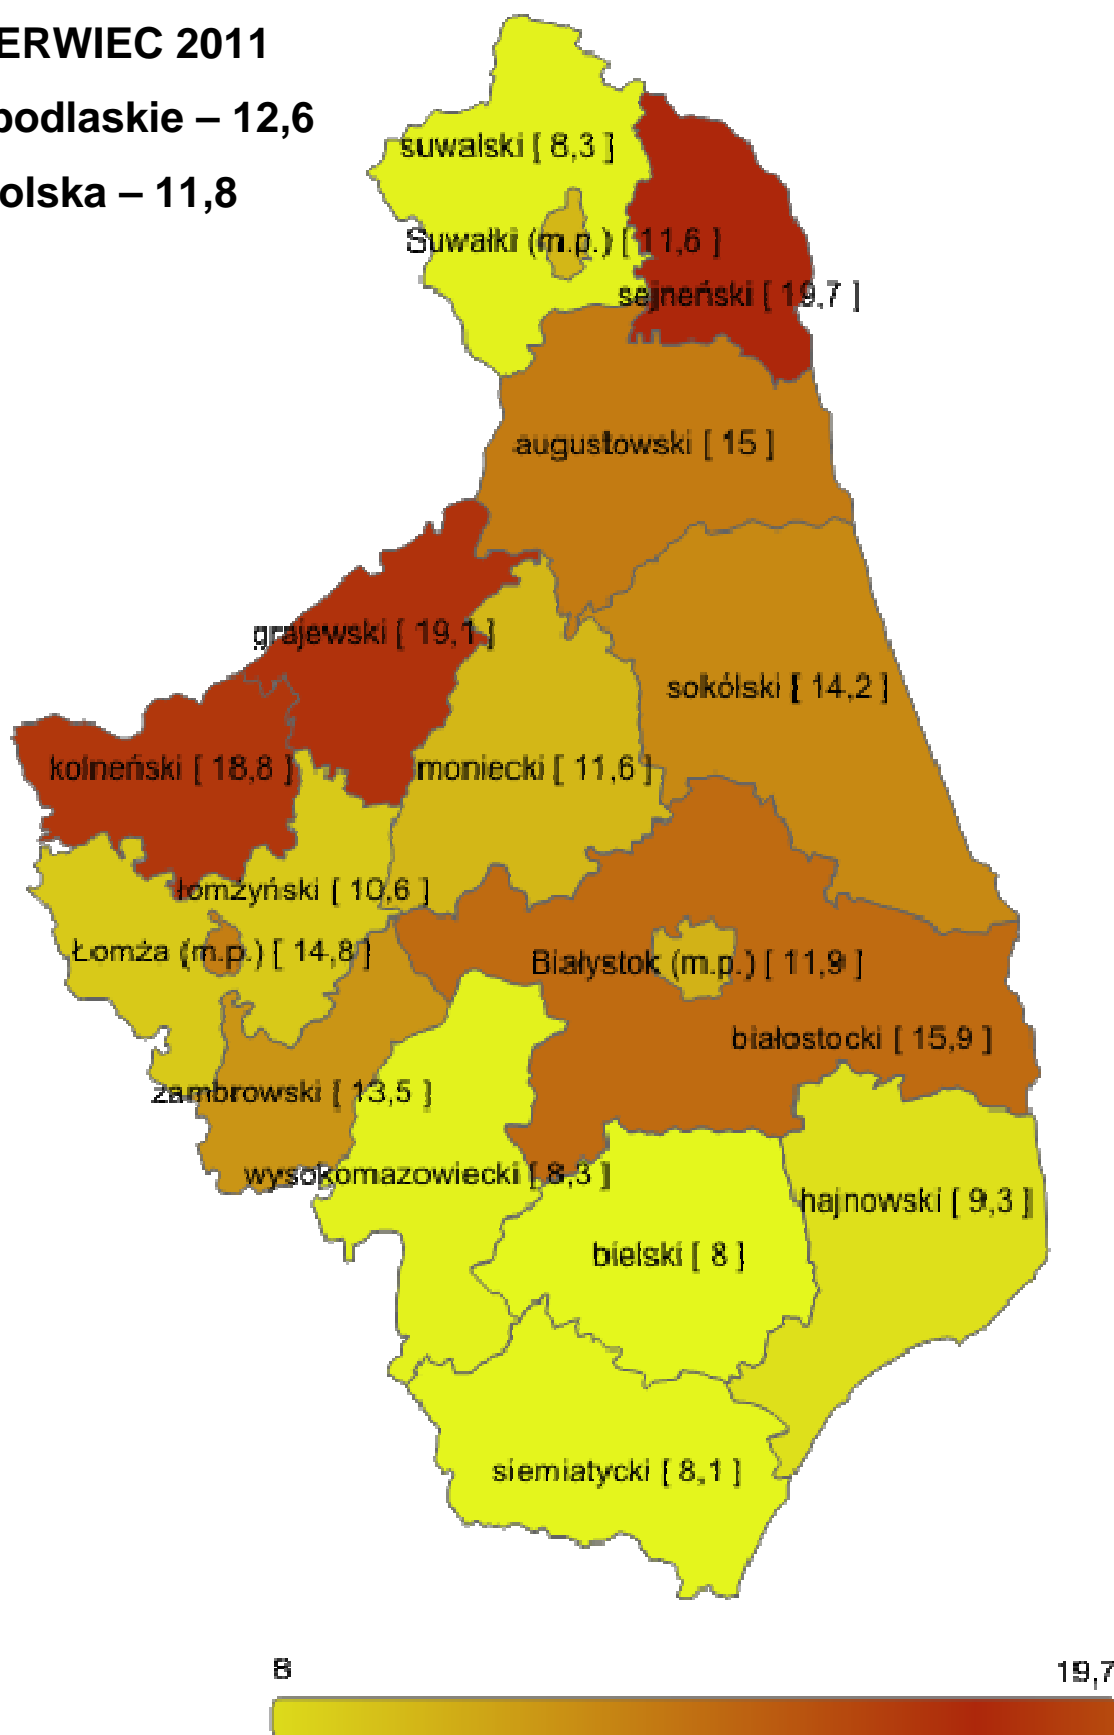 ERWIEC 2011
podlaskie – 12,6
olska – 11,8
suwalski [ 8,3 ]
Suwałki (m.p.) [ 11,6 ]
sejneński [ 19,7 ]
augustowski [ 15 ]
grajewski [ 19,1 ]
sokólski [ 14,2 ]
kolneński [ 18,8 ]
moniecki [ 11,6 ]
łomżyński [ 10,6 ]
Łomża (m.p.) [ 14,8 ]
Białystok (m.p.) [ 11,9 ]
białostocki [ 15,9 ]
zambrowski [ 13,5 ]
wysokomazowiecki [ 8,3 ]
hajnowski [ 9,3 ]
bielski [ 8 ]
siemiatycki [ 8,1 ]
8
19,7